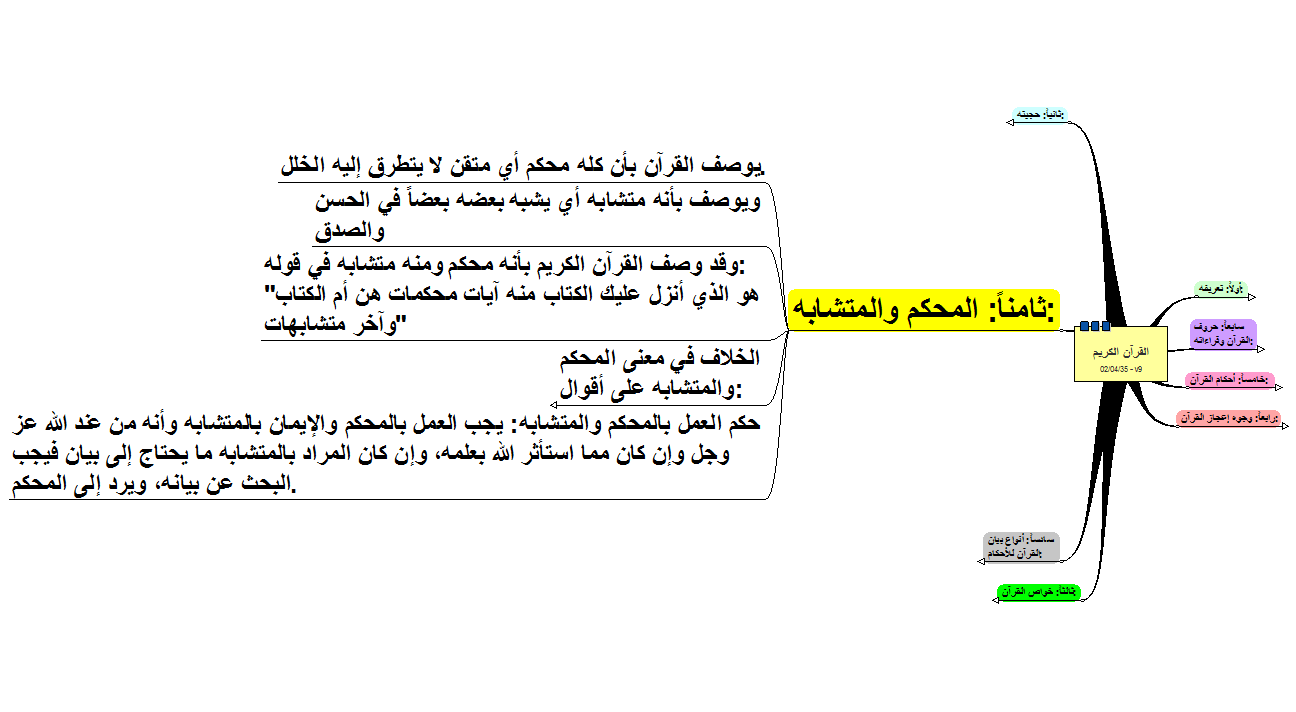 ثانياً: حجيته:
يوصف القرآن بأن كله محكم أي متقن لا يتطرق إليه الخلل.
ويوصف بأنه متشابه أي يشبه بعضه بعضاً في الحسن
والصدق
وقد وصف القرآن الكريم بأنه محكم ومنه متشابه في قوله:
"هو الذي أنزل عليك الكتاب منه آيات محكمات هن أم الكتاب
وآخر متشابهات"
الخلاف في معنى المحكم
والمتشابه على أقوال:
حكم العمل بالمحكم والمتشابه: يجب العمل بالمحكم والإيمان بالمتشابه وأنه من عند الله عز
وجل وإن كان مما استأثر الله بعلمه، وإن كان المراد بالمتشابه ما يحتاج إلى بيان فيجب
البحث عن بيانه، ويرد إلى المحكم.
ثامناً: المحكم والمتشابه:
القرآن الكريم
02/04/35 - v9
أولاً: تعريفه:
سابعاً: حروف
القرآن وقراءاته:
خامساً: أحكام القرآن:
رابعاً: وجوه إعجاز القرآن:
سادساً: أنواع بيان
القرآن للأحكام:
ثالثاً: خواص القرآن: